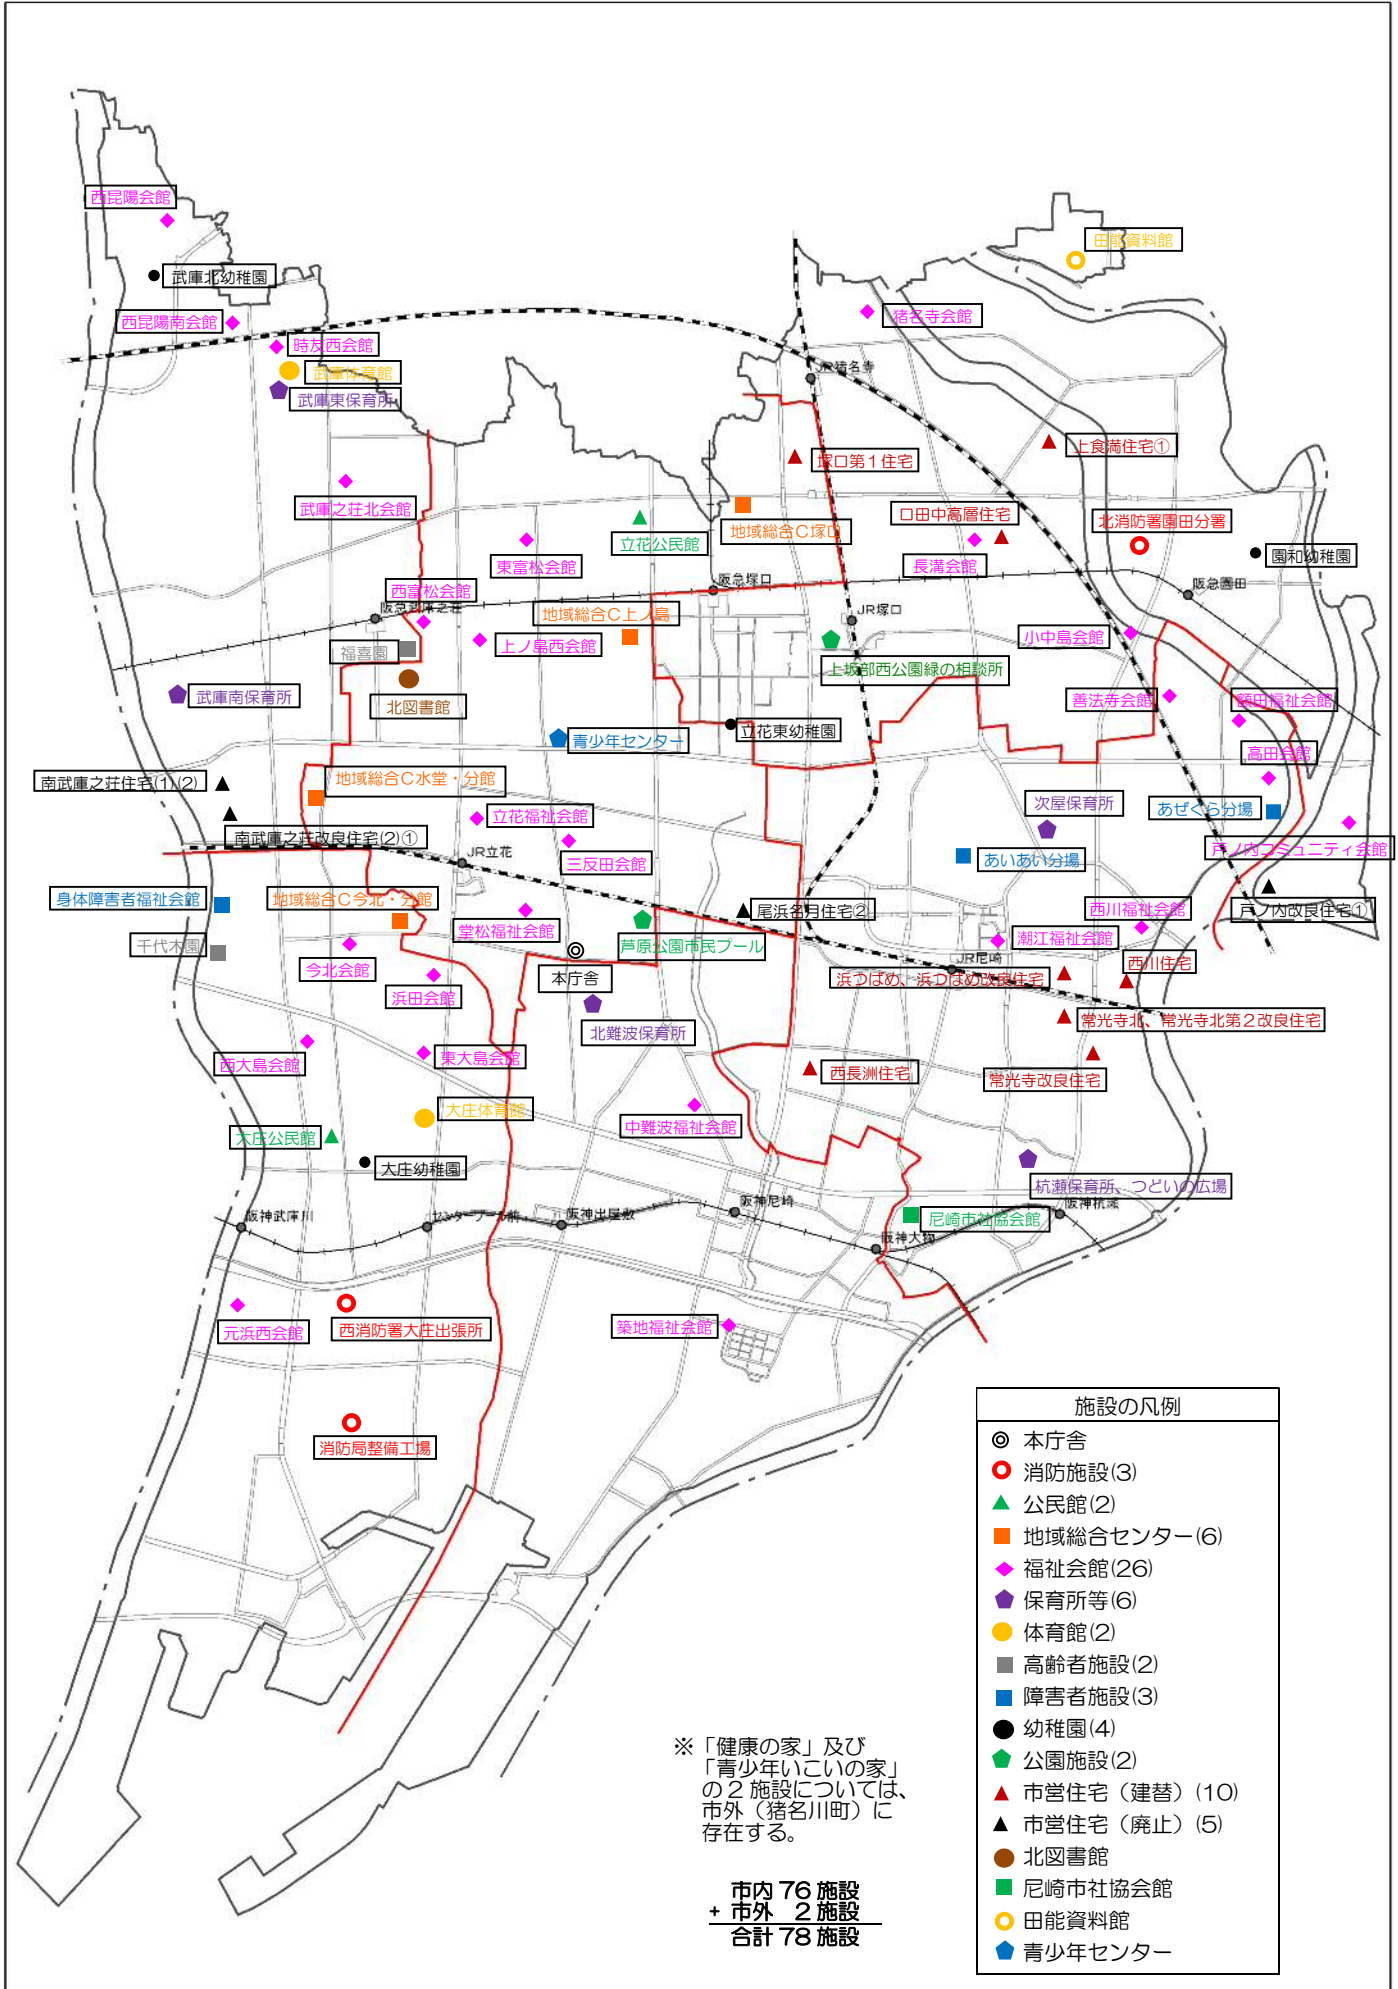 西昆陽会館
武庫北幼稚園
田能資料館
西昆陽南会館
猪名寺会館
時友西会館
武庫体育館
JR猪名寺
武庫東保育所
上食満住宅①
塚口第1住宅
武庫之荘北会館
口田中高層住宅
北消防署園田分署
地域総合C塚口
立花公民館
園和幼稚園
東富松会館
長溝会館
阪急塚口
阪急園田
西富松会館
阪急武庫之荘
地域総合C上ノ島
JR塚口
小中島会館
上ノ島西会館
福喜園
上坂部西公園緑の相談所
武庫南保育所
善法寺会館
額田福祉会館
北図書館
立花東幼稚園
青少年センター
高田会館
南武庫之荘住宅(1)(2)
地域総合C水堂・分館
次屋保育所
あぜくら分場
立花福祉会館
南武庫之荘改良住宅(2)①
戸ノ内コミュニティ会館
JR立花
三反田会館
あいあい分場
身体障害者福祉会館
地域総合C今北・分館
尾浜名月住宅②
西川福祉会館
戸ノ内改良住宅①
堂松福祉会館
潮江福祉会館
千代木園
芦原公園市民プール
JR尼崎
西川住宅
今北会館
本庁舎
浜つばめ、浜つばめ改良住宅
浜田会館
常光寺北、常光寺北第2改良住宅
北難波保育所
東大島会館
西大島会館
西長洲住宅
常光寺改良住宅
大庄体育館
中難波福祉会館
大庄公民館
大庄幼稚園
杭瀬保育所、つどいの広場
阪神尼崎
阪神杭瀬
阪神武庫川
センタープール前
阪神出屋敷
尼崎市社協会館
阪神大物
元浜西会館
西消防署大庄出張所
築地福祉会館
消防局整備工場
施設の凡例
本庁舎
消防施設(3)
公民館(2)
地域総合センター(6)
福祉会館(26)
保育所等(6)
体育館(2)
高齢者施設(2)
障害者施設(3)
幼稚園(4)
公園施設(2)
市営住宅（建替）(10)
市営住宅（廃止）(5)
北図書館
尼崎市社協会館
田能資料館
青少年センター
※「健康の家」及び
「青少年いこいの家」
の2施設については、
市外（猪名川町）に
存在する。
市内 76 施設
+ 市外 2 施設
合計 78 施設